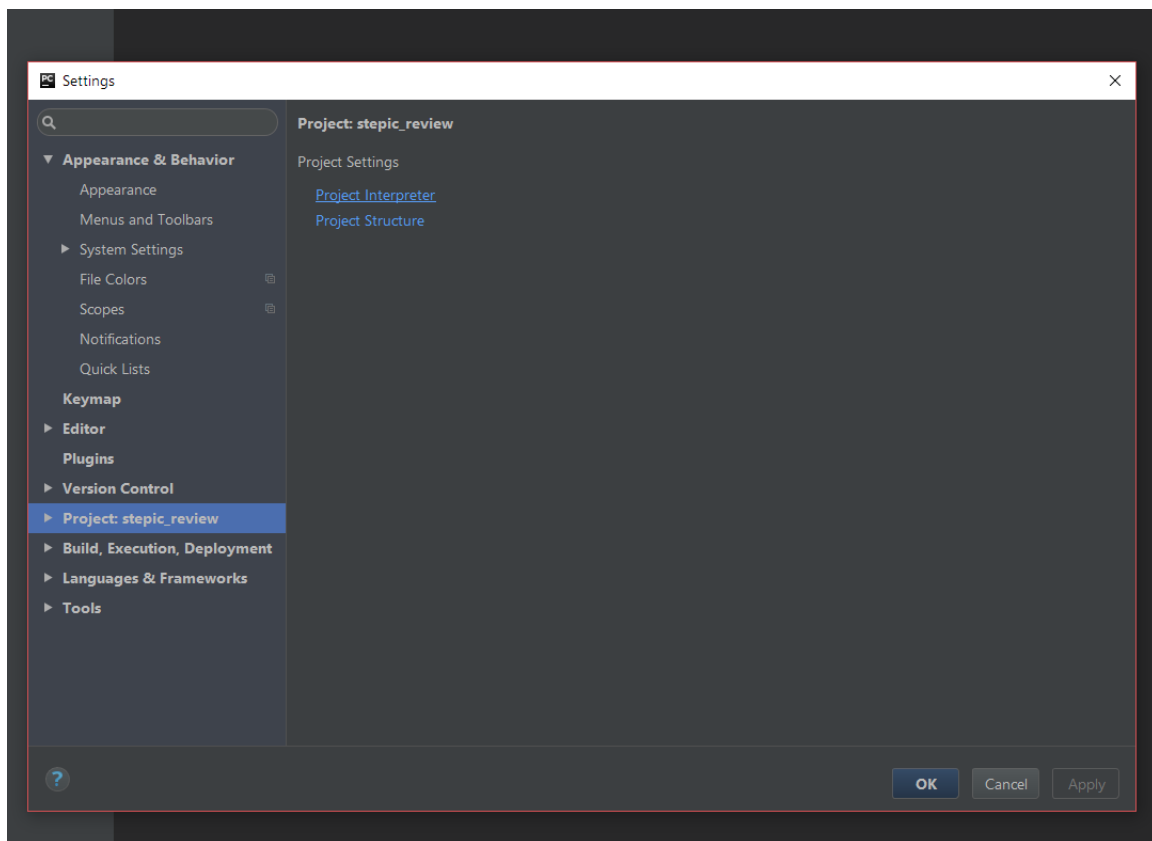 PC Settings
Project: stepic_review
Appearance & Behavior
Project Settings
Appearance
Project Interpreter
Menus and Toolbars
Project Structure
System Settings
File Colors
Scopes
Notifications
Quick Lists
Keymap
Editor
Plugins
Version Control
Project: stepic_review
Build, Execution, Deployment
Languages & Frameworks
Tools
?
OK Cancel Apply